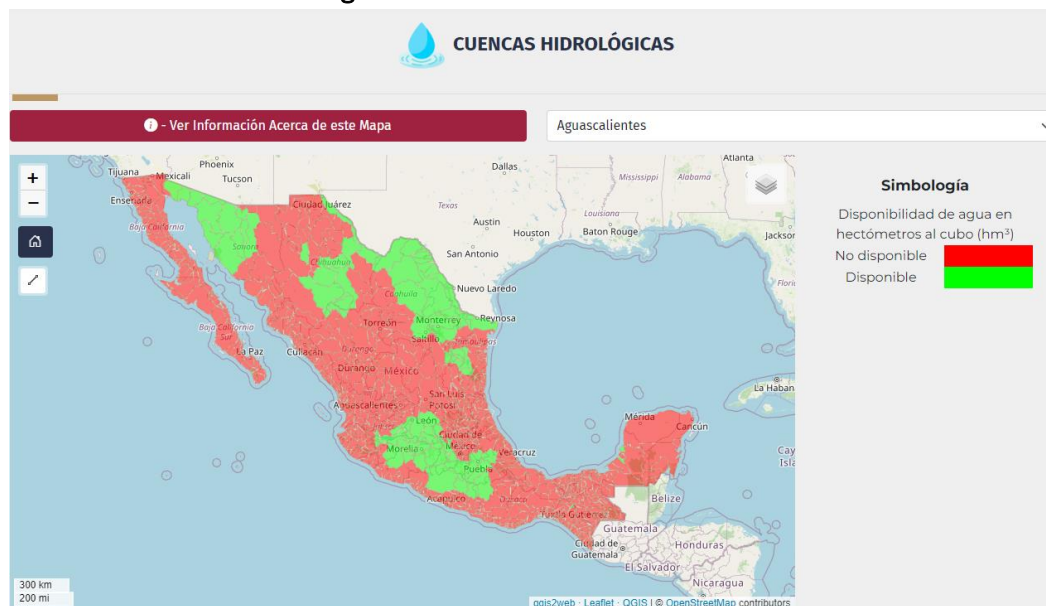 CUENCAS HIDROLÓGICAS
- Ver Información Acerca de este Mapa
Aguascalientes
Simbología
Disponibilidad de agua en
hectómetros al cubo (hm³)
No disponible
Disponible
+
−
Phoenix
Tijuana
Mexicali
Tucson
Dallas
Atlanta
Mississippi
Alabama
Ensenada
Ciudad Juárez
Texas
Louisiana
Austin
Baja California
Sonora
Houston
Baton Rouge
Jackson
Chihuahua
San Antonio
Coahuila
Nuevo Laredo
Torreón
Monterrey
Reynosa
Baja California
Sur
Saltillo
Tamaulipas
La Paz
Culiacán
Durango
Durango
México
La Haban
San Luis
Potosí
Aguascalientes
León
Mérida
Cancún
Ciudad de
México
Morelia
Veracruz
Cay
Isla
Puebla
Acapulco
Oaxaca
Belize
Tuxtla Gutiérrez
Guatemala
Ciudad de
Guatemala
Honduras
El Salvador
Nicaragua
300 km
200 mi
qgis2web · Leaflet · QGIS | © OpenStreetMap contributors